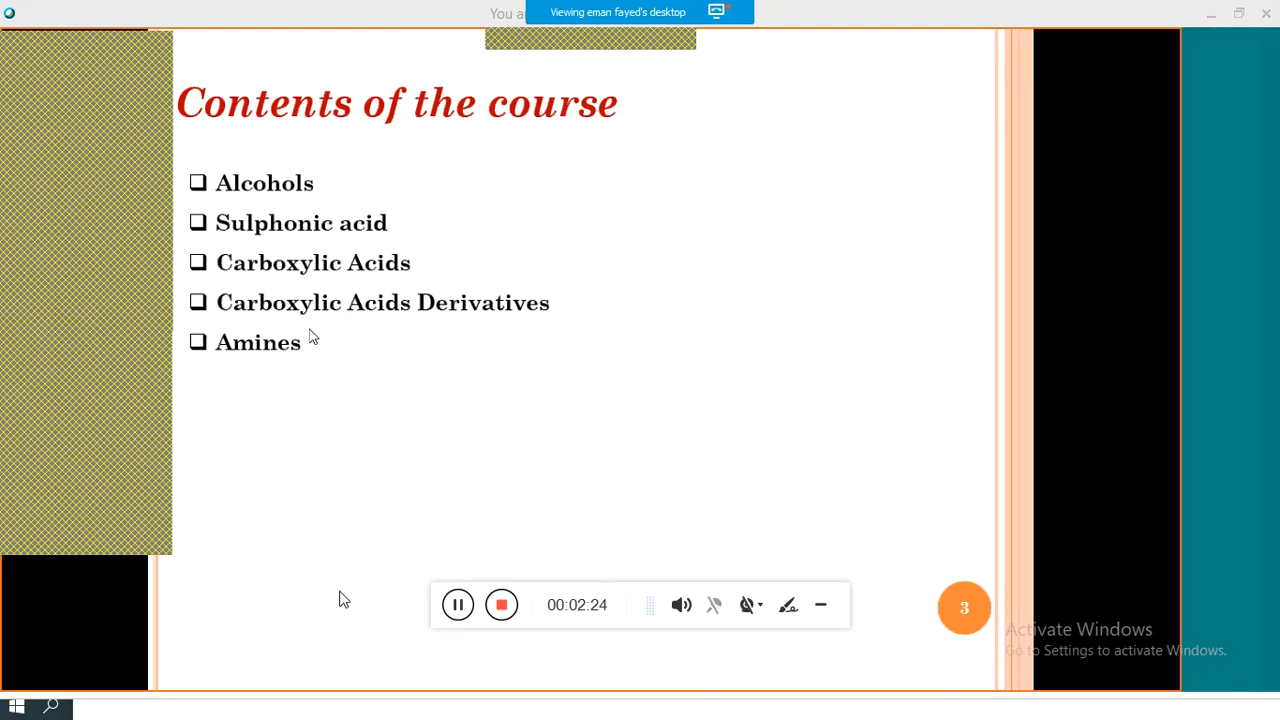 You a
Viewing eman fayed's desktop
Contents of the course
Alcohols
Sulphonic acid
Carboxylic Acids
Carboxylic Acids Derivatives
Amines
00:02:24
3
Activate Windows
Go to Settings to activate Windows.